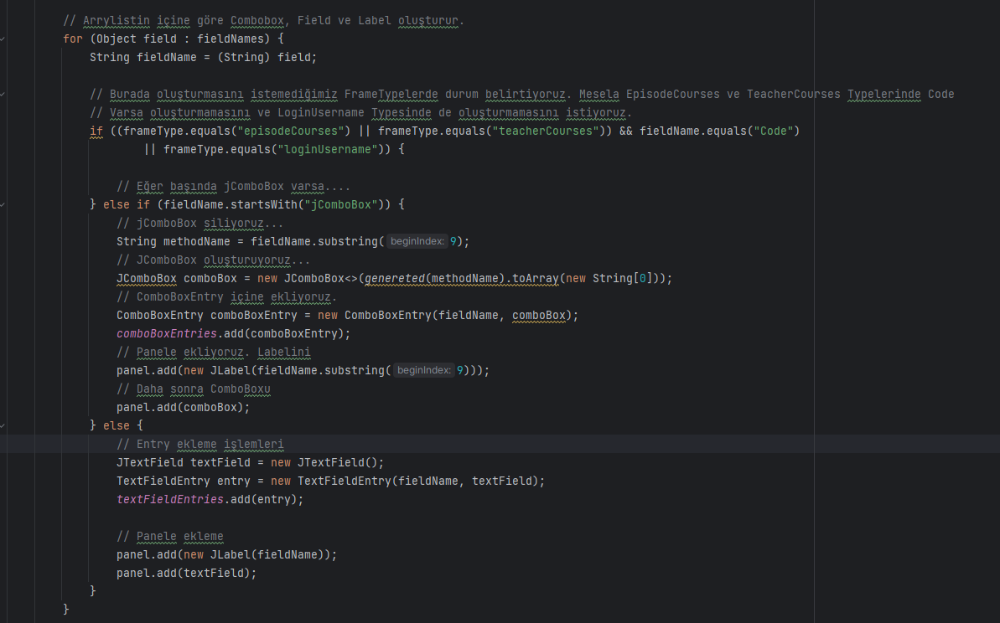 // Arrylistin içine göre Combobox, Field ve Label oluşturur.
for (Object field : fieldNames) {
String fieldName = (String) field;
// Burada oluşturmasını istemediğimiz FrameTypelerde durum belirtiyoruz. Mesela EpisodeCourses ve TeacherCourses Typelerinde Code
// Varsa oluşturmamasını ve LoginUsername Typesinde de oluşturmamasını istiyoruz.
if ((frameType.equals("episodeCourses") || frameType.equals("teacherCourses")) && fieldName.equals("Code")
|| frameType.equals("loginUsername")) {
// Eğer başında jComboBox varsa....
} else if (fieldName.startsWith("jComboBox")) {
// jComboBox siliyoruz...
String methodName = fieldName.substring( beginIndex: 9);
// JComboBox oluşturuyoruz...
JComboBox comboBox = new JComboBox<>(genereted(methodName).toArray(new String[0]));
// ComboBoxEntry içine ekliyoruz.
ComboBoxEntry comboBoxEntry = new ComboBoxEntry(fieldName, comboBox);
comboBoxEntries.add(comboBoxEntry);
// Panele ekliyoruz. Labelini
panel.add(new JLabel(fieldName.substring( beginIndex: 9)));
// Daha sonra ComboBoxu
panel.add(comboBox);
} else {
// Entry ekleme işlemleri
JTextField textField = new JTextField();
TextFieldEntry entry = new TextFieldEntry(fieldName, textField);
textFieldEntries.add(entry);
// Panele ekleme
panel.add(new JLabel(fieldName));
panel.add(textField);
}
}